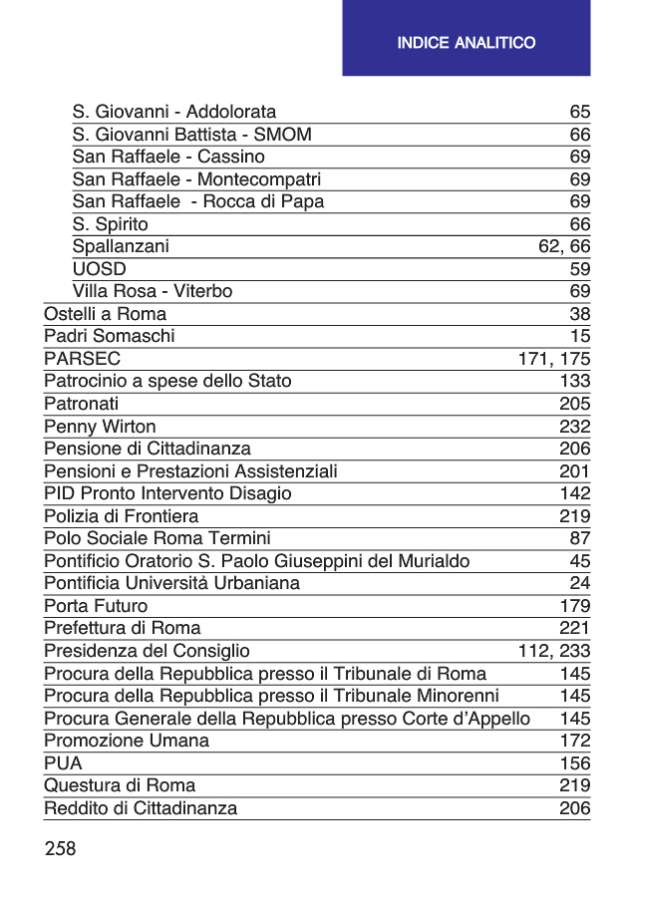 INDICE ANALITICO
S. Giovanni - Addolorata 65
S. Giovanni Battista - SMOM 66
San Raffaele - Cassino 69
San Raffaele - Montecompatri 69
San Raffaele - Rocca di Papa 69
S. Spirito 66
Spallanzani 62, 66
UOSD 59
Villa Rosa - Viterbo 69
Ostelli a Roma 38
Padri Somaschi 15
PARSEC 171, 175
Patrocinio a spese dello Stato 133
Patronati 205
Penny Wirton 232
Pensione di Cittadinanza 206
Pensioni e Prestazioni Assistenziali 201
PID Pronto Intervento Disagio 142
Polizia di Frontiera 219
Polo Sociale Roma Termini 87
Pontificio Oratorio S. Paolo Giuseppini del Murialdo 45
Pontificia Universitá Urbaniana 24
Porta Futuro 179
Prefettura di Roma 221
Presidenza del Consiglio 112, 233
Procura della Repubblica presso il Tribunale di Roma 145
Procura della Repubblica presso il Tribunale Minorenni 145
Procura Generale della Repubblica presso Corte d'Appello 145
Promozione Umana 172
PUA 156
Questura di Roma 219
Reddito di Cittadinanza 206
258